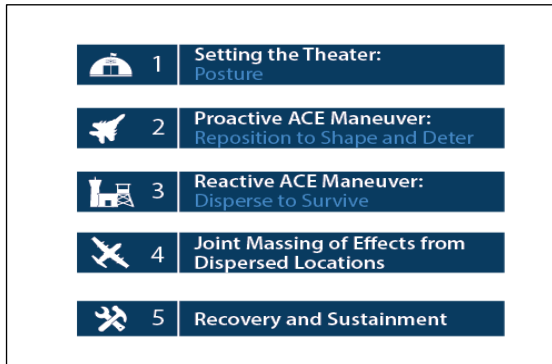 1 Setting the Theater:
Posture
2 Proactive ACE Maneuver:
Reposition to Shape and Deter
3 Reactive ACE Maneuver:
Disperse to Survive
4 Joint Massing of Effects from
Dispersed Locations
5 Recovery and Sustainment